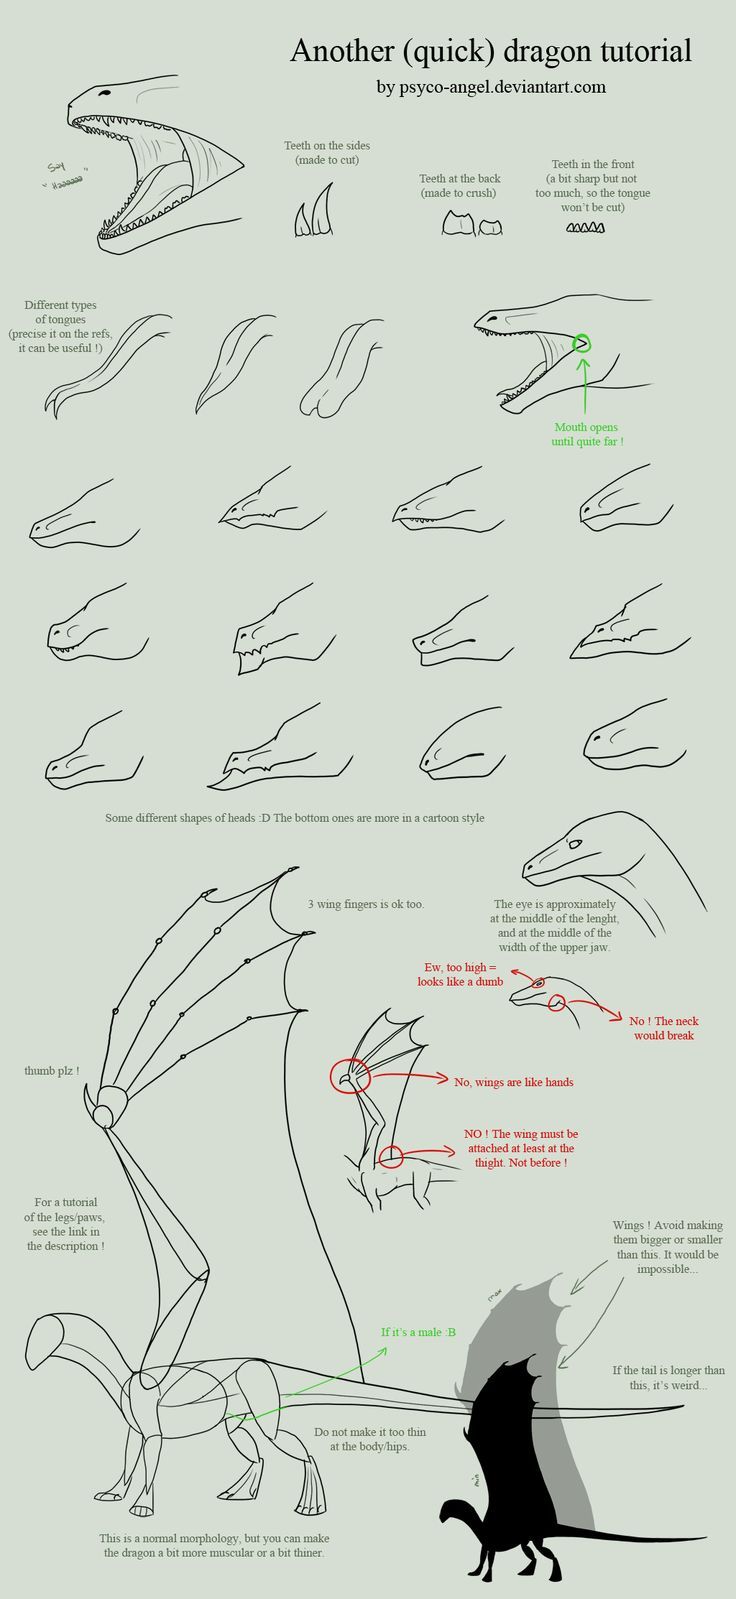 Another (quick) dragon tutorial
by psyco-angel.deviantart.com
Say
"Haaaaaa"
Teeth on the sides
(made to cut)
Teeth at the back
(made to crush)
Teeth in the front
(a bit sharp but not
too much, so the tongue
won't be cut)
Different types
of tongues
(precise it on the refs,
it can be useful !)
Mouth opens
until quite far !
Some different shapes of heads :D The bottom ones are more in a cartoon style
3 wing fingers is ok too.
The eye is approximately
at the middle of the lenght,
and at the middle of the
width of the upper jaw.
Ew, too high =
looks like a dumb
No ! The neck
would break
thumb plz !
No, wings are like hands
NO ! The wing must be
attached at least at the
thight. Not before !
For a tutorial
of the legs/paws,
see the link in
the description !
Wings ! Avoid making
them bigger or smaller
than this. It would be
impossible...
max
If it's a male :B
If the tail is longer than
this, it's weird...
Do not make it too thin
at the body/hips.
min
This is a normal morphology, but you can make
the dragon a bit more muscular or a bit thiner.